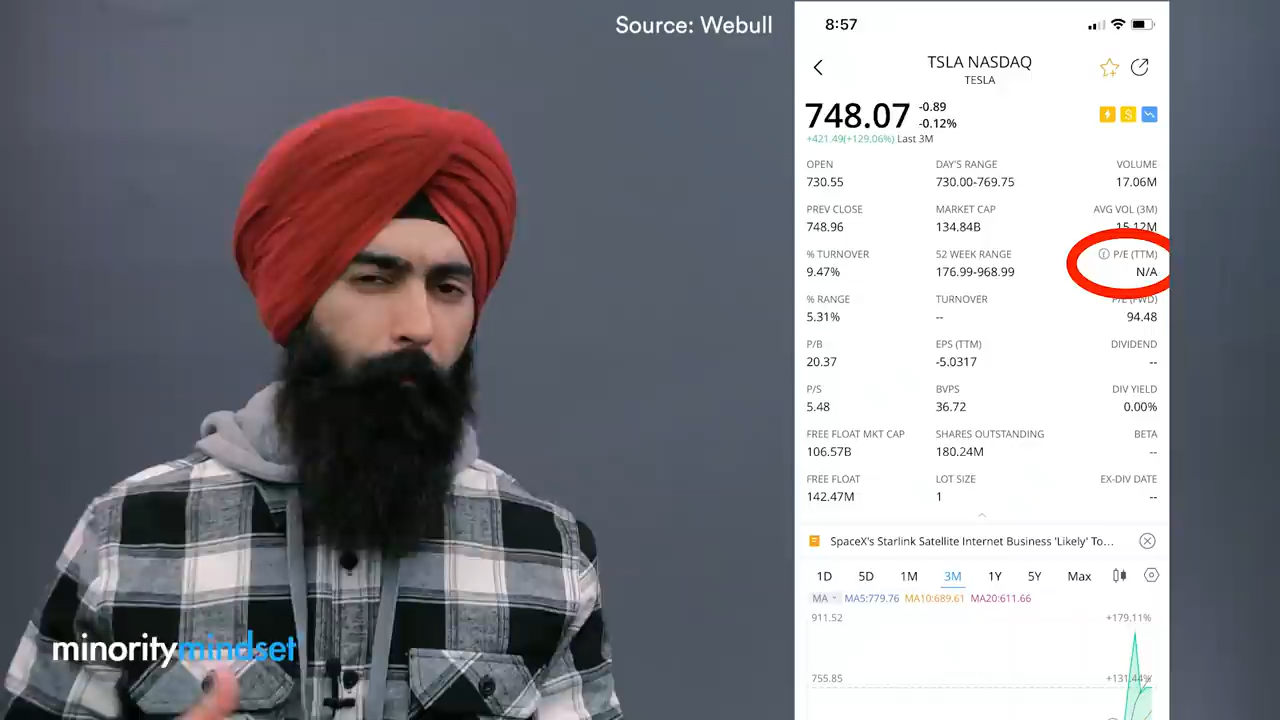 Source: Webull
8:57
TSLA NASDAQ
TESLA
748.07
-0.89
-0.12%
+421.49(+129.06%) Last 3M
OPEN DAY'S RANGE VOLUME
730.55 730.00-769.75 17.06M
PREV CLOSE MARKET CAP AVG VOL (3M)
748.96 134.84B 15.12M
% TURNOVER 52 WEEK RANGE P/E (TTM)
9.47% 176.99-968.99 N/A
% RANGE TURNOVER P/E (FWD)
5.31% -- 94.48
P/B EPS (TTM) DIVIDEND
20.37 -5.0317 --
P/S BVPS DIV YIELD
5.48 36.72 0.00%
FREE FLOAT MKT CAP SHARES OUTSTANDING BETA
106.57B 180.24M --
FREE FLOAT LOT SIZE EX-DIV DATE
142.47M 1 --
SpaceX's Starlink Satellite Internet Business 'Likely' To...
1D 5D 1M 3M 1Y 5Y Max
MA MA5:779.76 MA10:689.61 MA20:611.66
911.52 +179.11%
755.85 +131.44%
minoritymindset